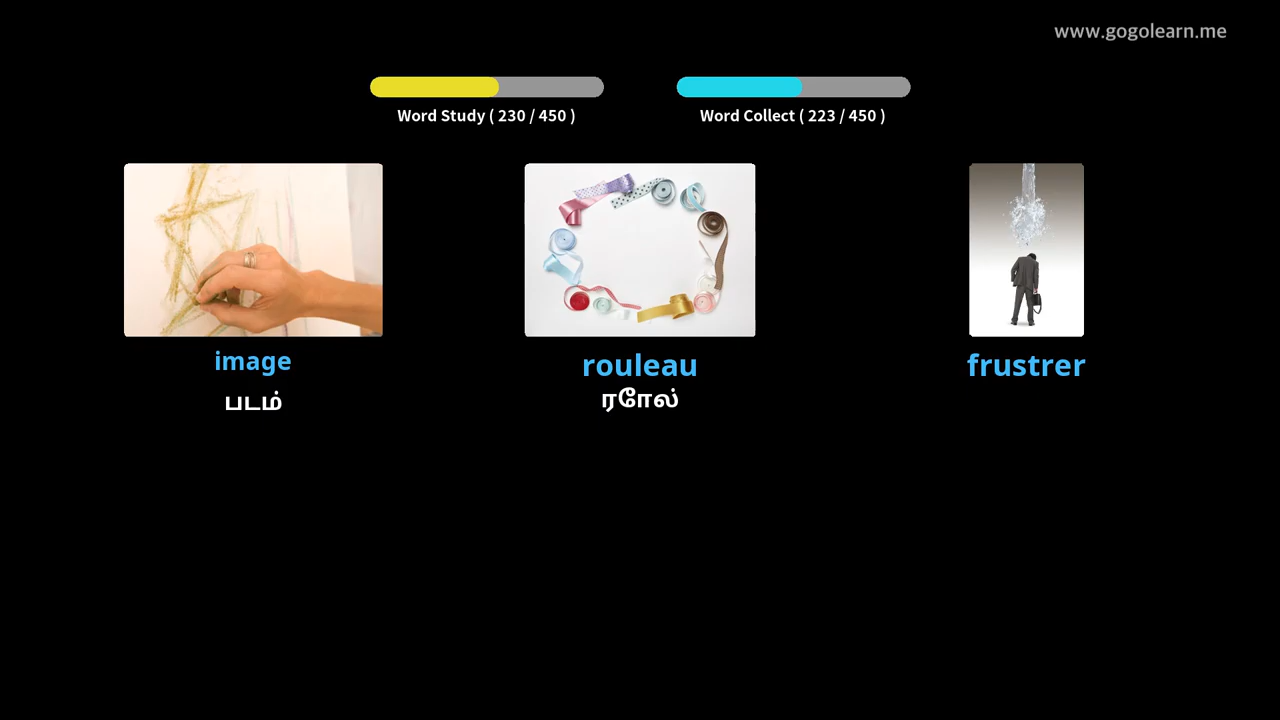 www.gogolearn.me
Word Study ( 230 / 450 )
Word Collect ( 223 / 450 )
image
rouleau
frustrer
படம்
ரோல்